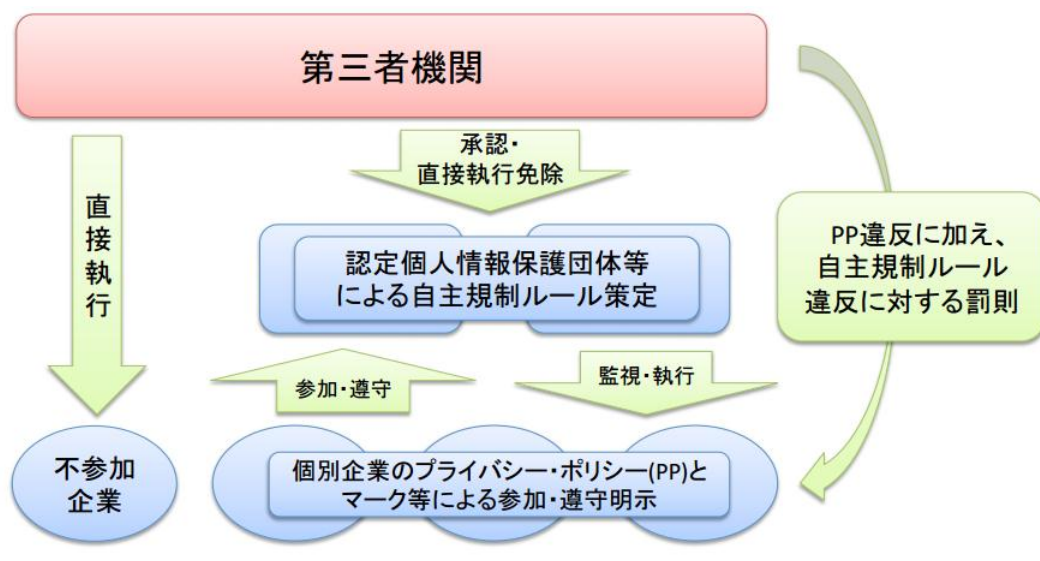 第三者機関
承認・
直接執行免除
直
接
執
行
認定個人情報保護団体等
による自主規制ルール策定
PP違反に加え、
自主規制ルール
違反に対する罰則
参加・遵守
監視・執行
不参加
企業
個別企業のプライバシー・ポリシー(PP)と
マーク等による参加・遵守明示